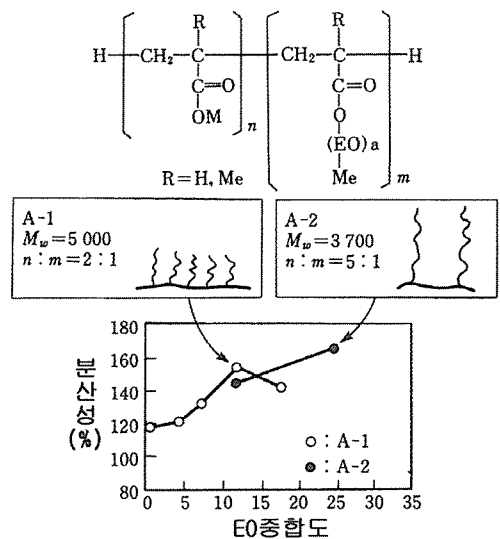 R
R
H
CH₂
C
CH₂
C
H
C=O
C=O
OM
O
n
(EO)a
R=H, Me
Me
m
A-1
Mw=5 000
n : m=2 : 1
A-2
Mw=3 700
n : m=5 : 1
180
160
140
120
100
80
분산성
(%)
○ : A-1
● : A-2
0 5 10 15 20 25 30 35
EO중합도